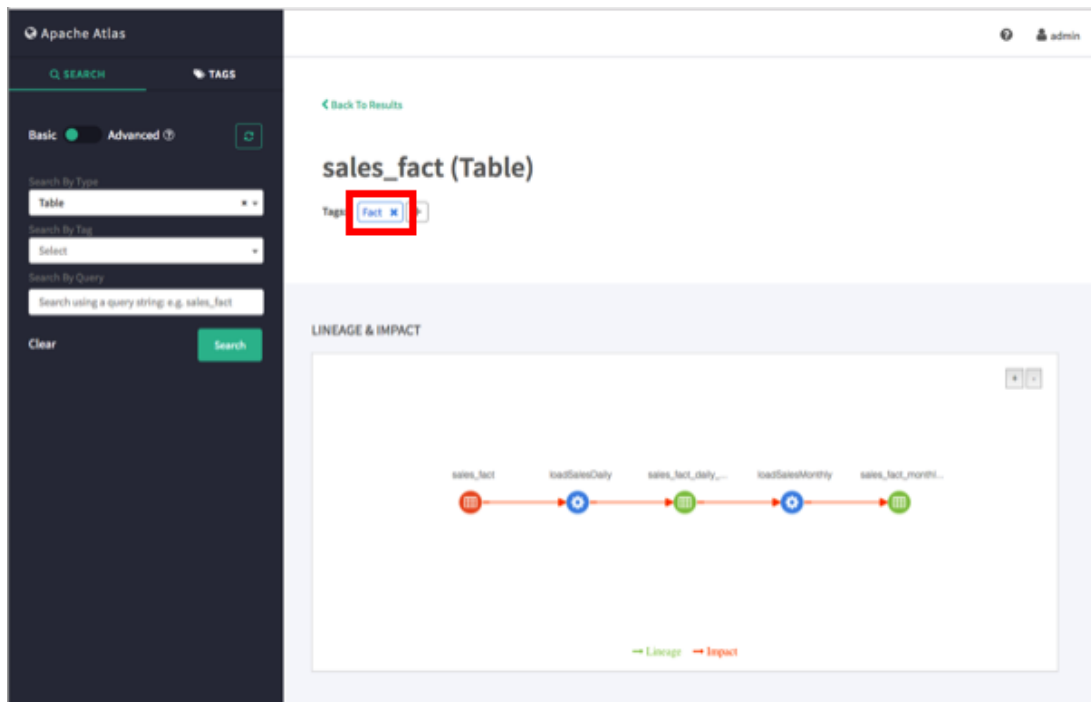 Apache Atlas
admin
SEARCH
TAGS
Back To Results
Basic
Advanced
sales_fact (Table)
Search By Type
Table
Tags:
Fact
Search By Tag
Select
Search By Query
Search using a query string: e.g. sales_fact
Clear
Search
LINEAGE & IMPACT
+ -
sales_fact
loadSalesDaily
sales_fact_daily_...
loadSalesMonthly
sales_fact_monthl...
Lineage
Impact